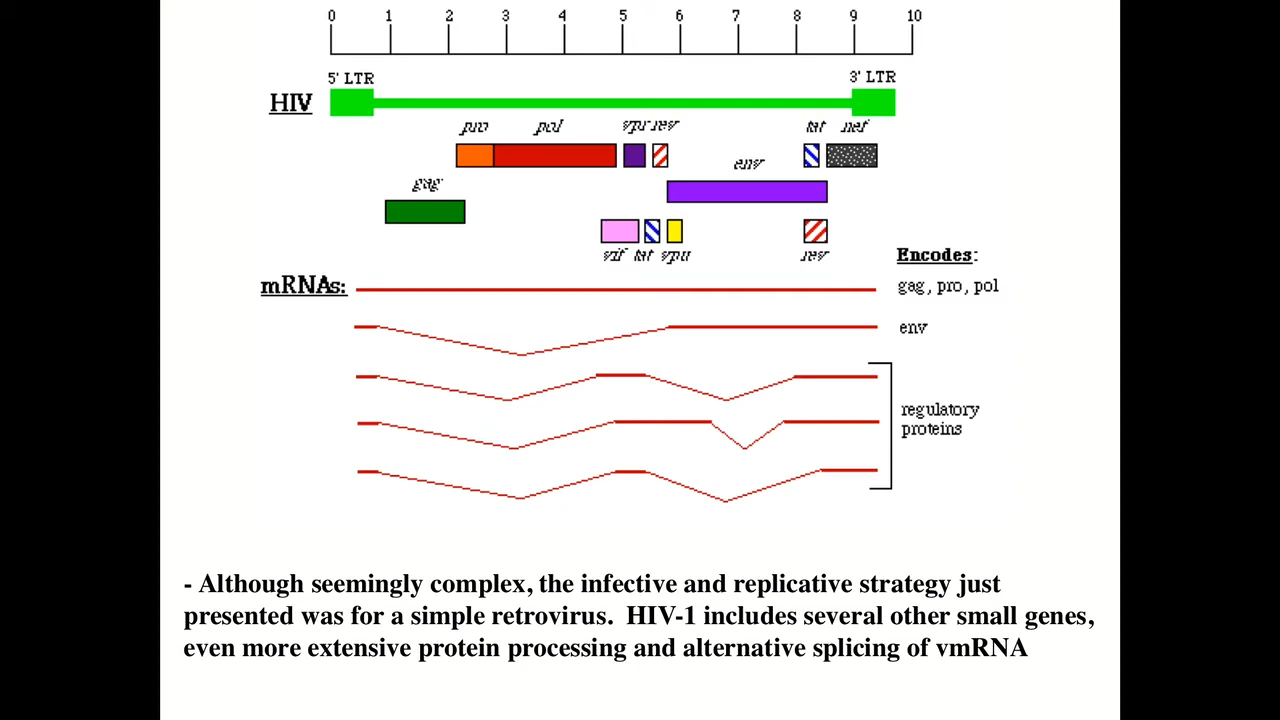 0 1 2 3 4 5 6 7 8 9 10
5' LTR 3' LTR
HIV
pro pol vpr rev tat nef
env
gag
vif tat vpu rev
Encodes:
mRNAs: gag, pro, pol
env
regulatory
proteins
- Although seemingly complex, the infective and replicative strategy just
presented was for a simple retrovirus. HIV-1 includes several other small genes,
even more extensive protein processing and alternative splicing of vmRNA